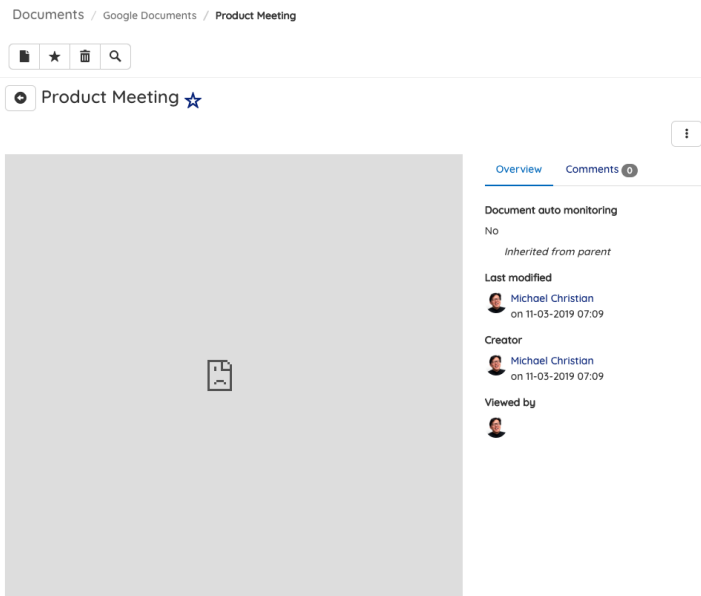 Documents / Google Documents / Product Meeting
Product Meeting
Overview Comments 0
Document auto monitoring
No
Inherited from parent
Last modified
Michael Christian
on 11-03-2019 07:09
Creator
Michael Christian
on 11-03-2019 07:09
Viewed by